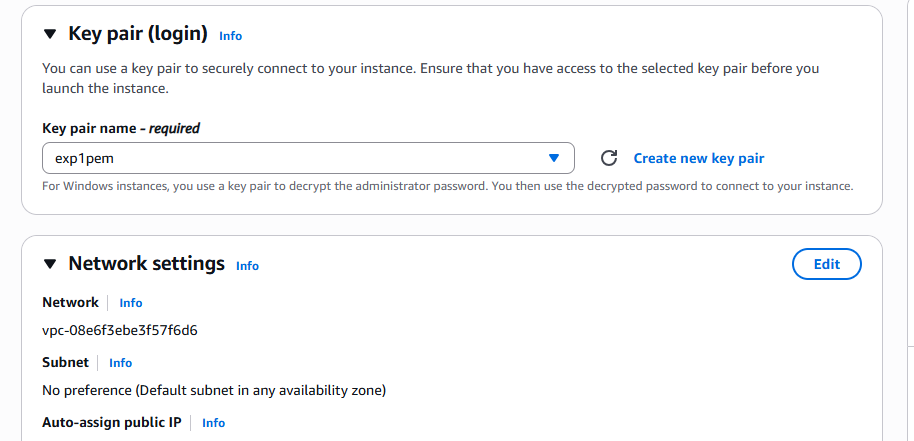 Key pair (login) Info
You can use a key pair to securely connect to your instance. Ensure that you have access to the selected key pair before you
launch the instance.
Key pair name - required
exp1pem
Create new key pair
For Windows instances, you use a key pair to decrypt the administrator password. You then use the decrypted password to connect to your instance.
Network settings Info
Edit
Network Info
vpc-08e6f3ebe3f57f6d6
Subnet Info
No preference (Default subnet in any availability zone)
Auto-assign public IP Info